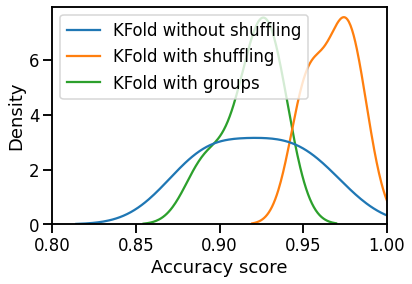 KFold without shuffling
KFold with shuffling
KFold with groups
Density
6
4
2
0
0.80 0.85 0.90 0.95 1.00
Accuracy score